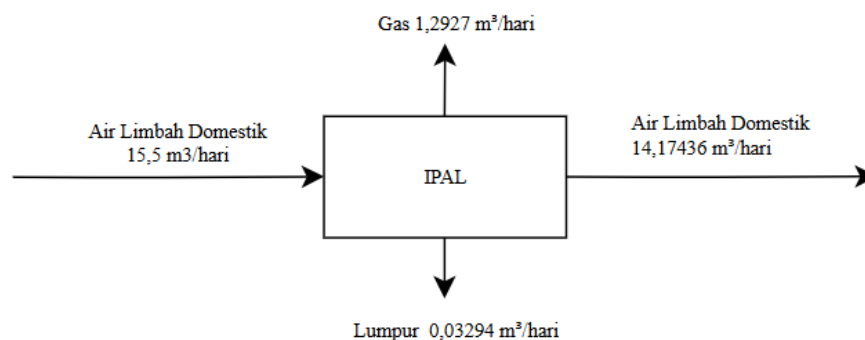 Gas 1,2927 m³/hari
Air Limbah Domestik
15,5 m3/hari
IPAL
Air Limbah Domestik
14,17436 m³/hari
Lumpur 0,03294 m³/hari